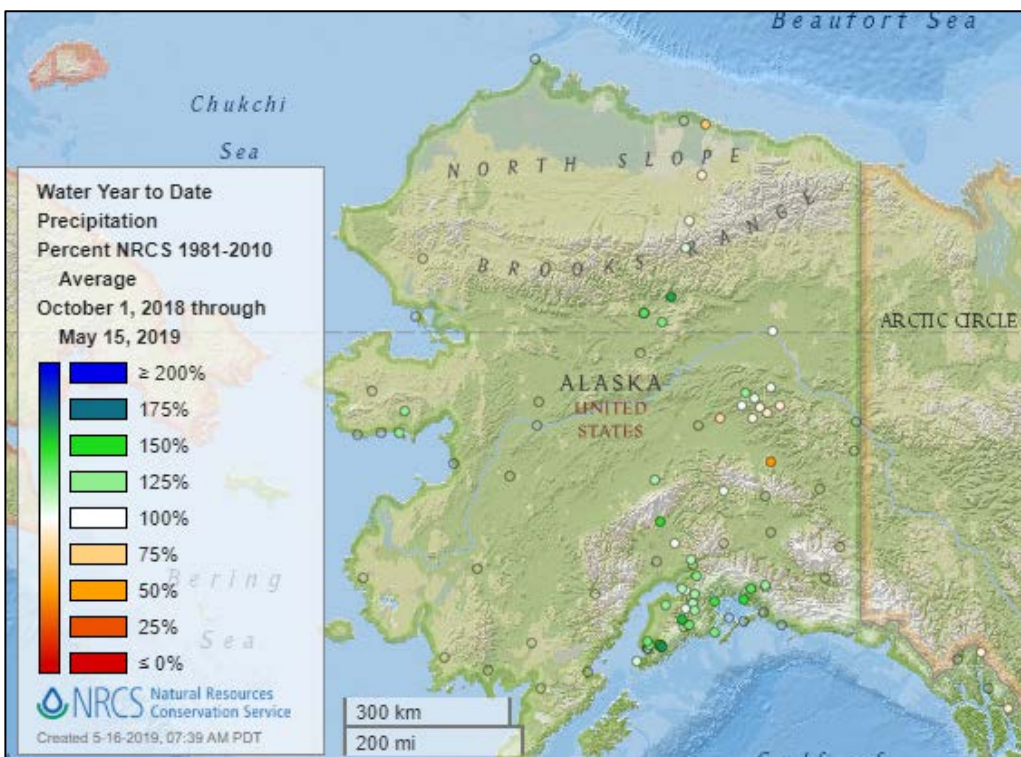 Beaufort Sea
Chukchi
Sea
NORTH SLOPE
BROOKS RANGE
ARCTIC CIRCLE
ALASKA
UNITED
STATES
Bering
Sea
Water Year to Date
Precipitation
Percent NRCS 1981-2010
Average
October 1, 2018 through
May 15, 2019
≥ 200%
175%
150%
125%
100%
75%
50%
25%
≤ 0%
NRCS
Natural Resources
Conservation Service
Created 5-16-2019, 07:39 AM PDT
300 km
200 mi